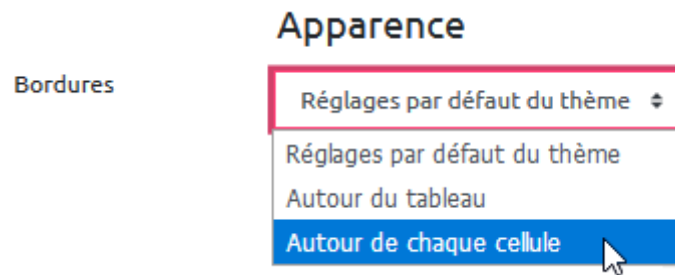 Apparence
Bordures
Réglages par défaut du thème
Réglages par défaut du thème
Autour du tableau
Autour de chaque cellule